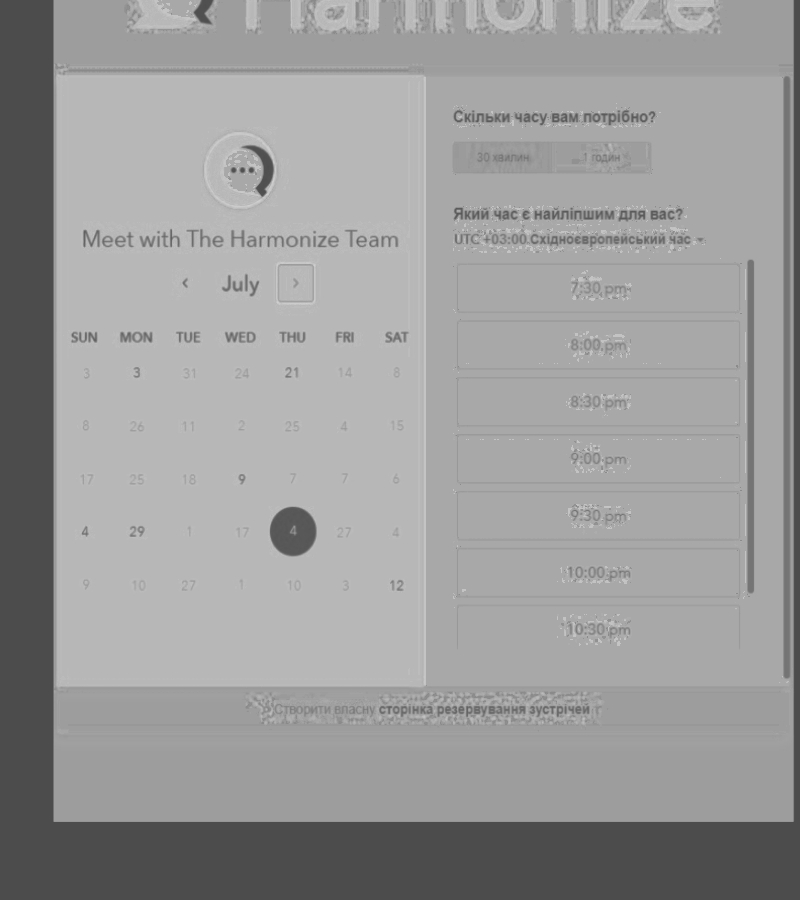 Harmonize
Meet with The Harmonize Team
July
SUN MON TUE WED THU FRI SAT
3 3 31 24 21 14 8
8 26 11 2 25 4 15
17 25 18 9 7 7 6
4 29 1 17 4 27 4
9 10 27 1 10 3 12
Скільки часу вам потрібно?
30 хвилин 1 годин
Який час є найліпшим для вас?
UTC +03:00 Східноєвропейський час
7:30 pm
8:00 pm
8:30 pm
9:00 pm
9:30 pm
10:00 pm
10:30 pm
Створити власну сторінка резервування зустрічей